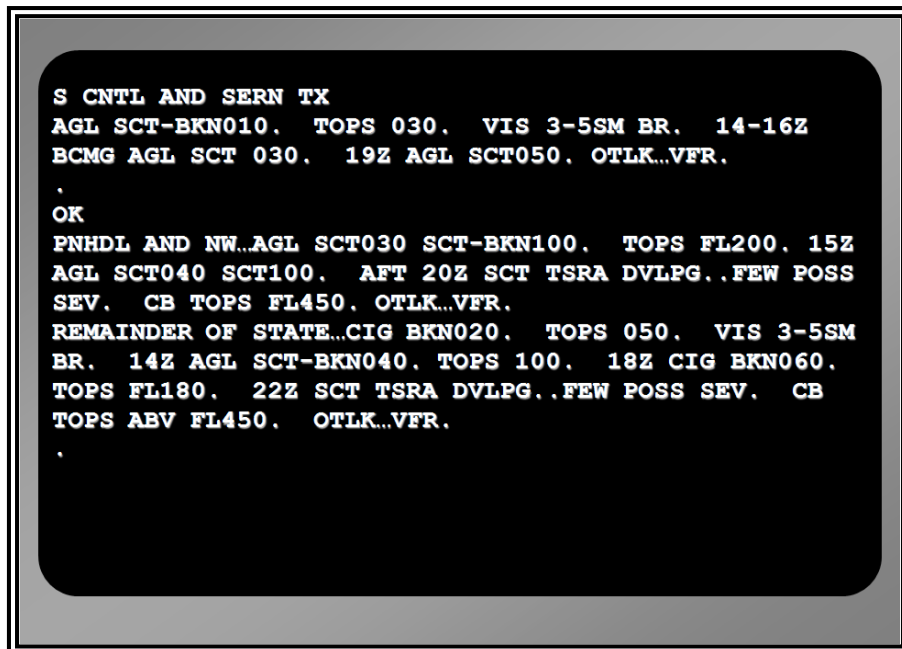 S CNTL AND SERN TX
AGL SCT-BKN010.  TOPS 030.  VIS 3-5SM BR.  14-16Z
BCMG AGL SCT 030.  19Z AGL SCT050. OTLK…VFR.
.
OK
PNHDL AND NW…AGL SCT030 SCT-BKN100.  TOPS FL200. 15Z
AGL SCT040 SCT100.  AFT 20Z SCT TSRA DVLPG..FEW POSS
SEV.  CB TOPS FL450. OTLK…VFR.
REMAINDER OF STATE…CIG BKN020.  TOPS 050.  VIS 3-5SM
BR.  14Z AGL SCT-BKN040. TOPS 100.  18Z CIG BKN060.
TOPS FL180.  22Z SCT TSRA DVLPG..FEW POSS SEV.  CB
TOPS ABV FL450.  OTLK…VFR.
.